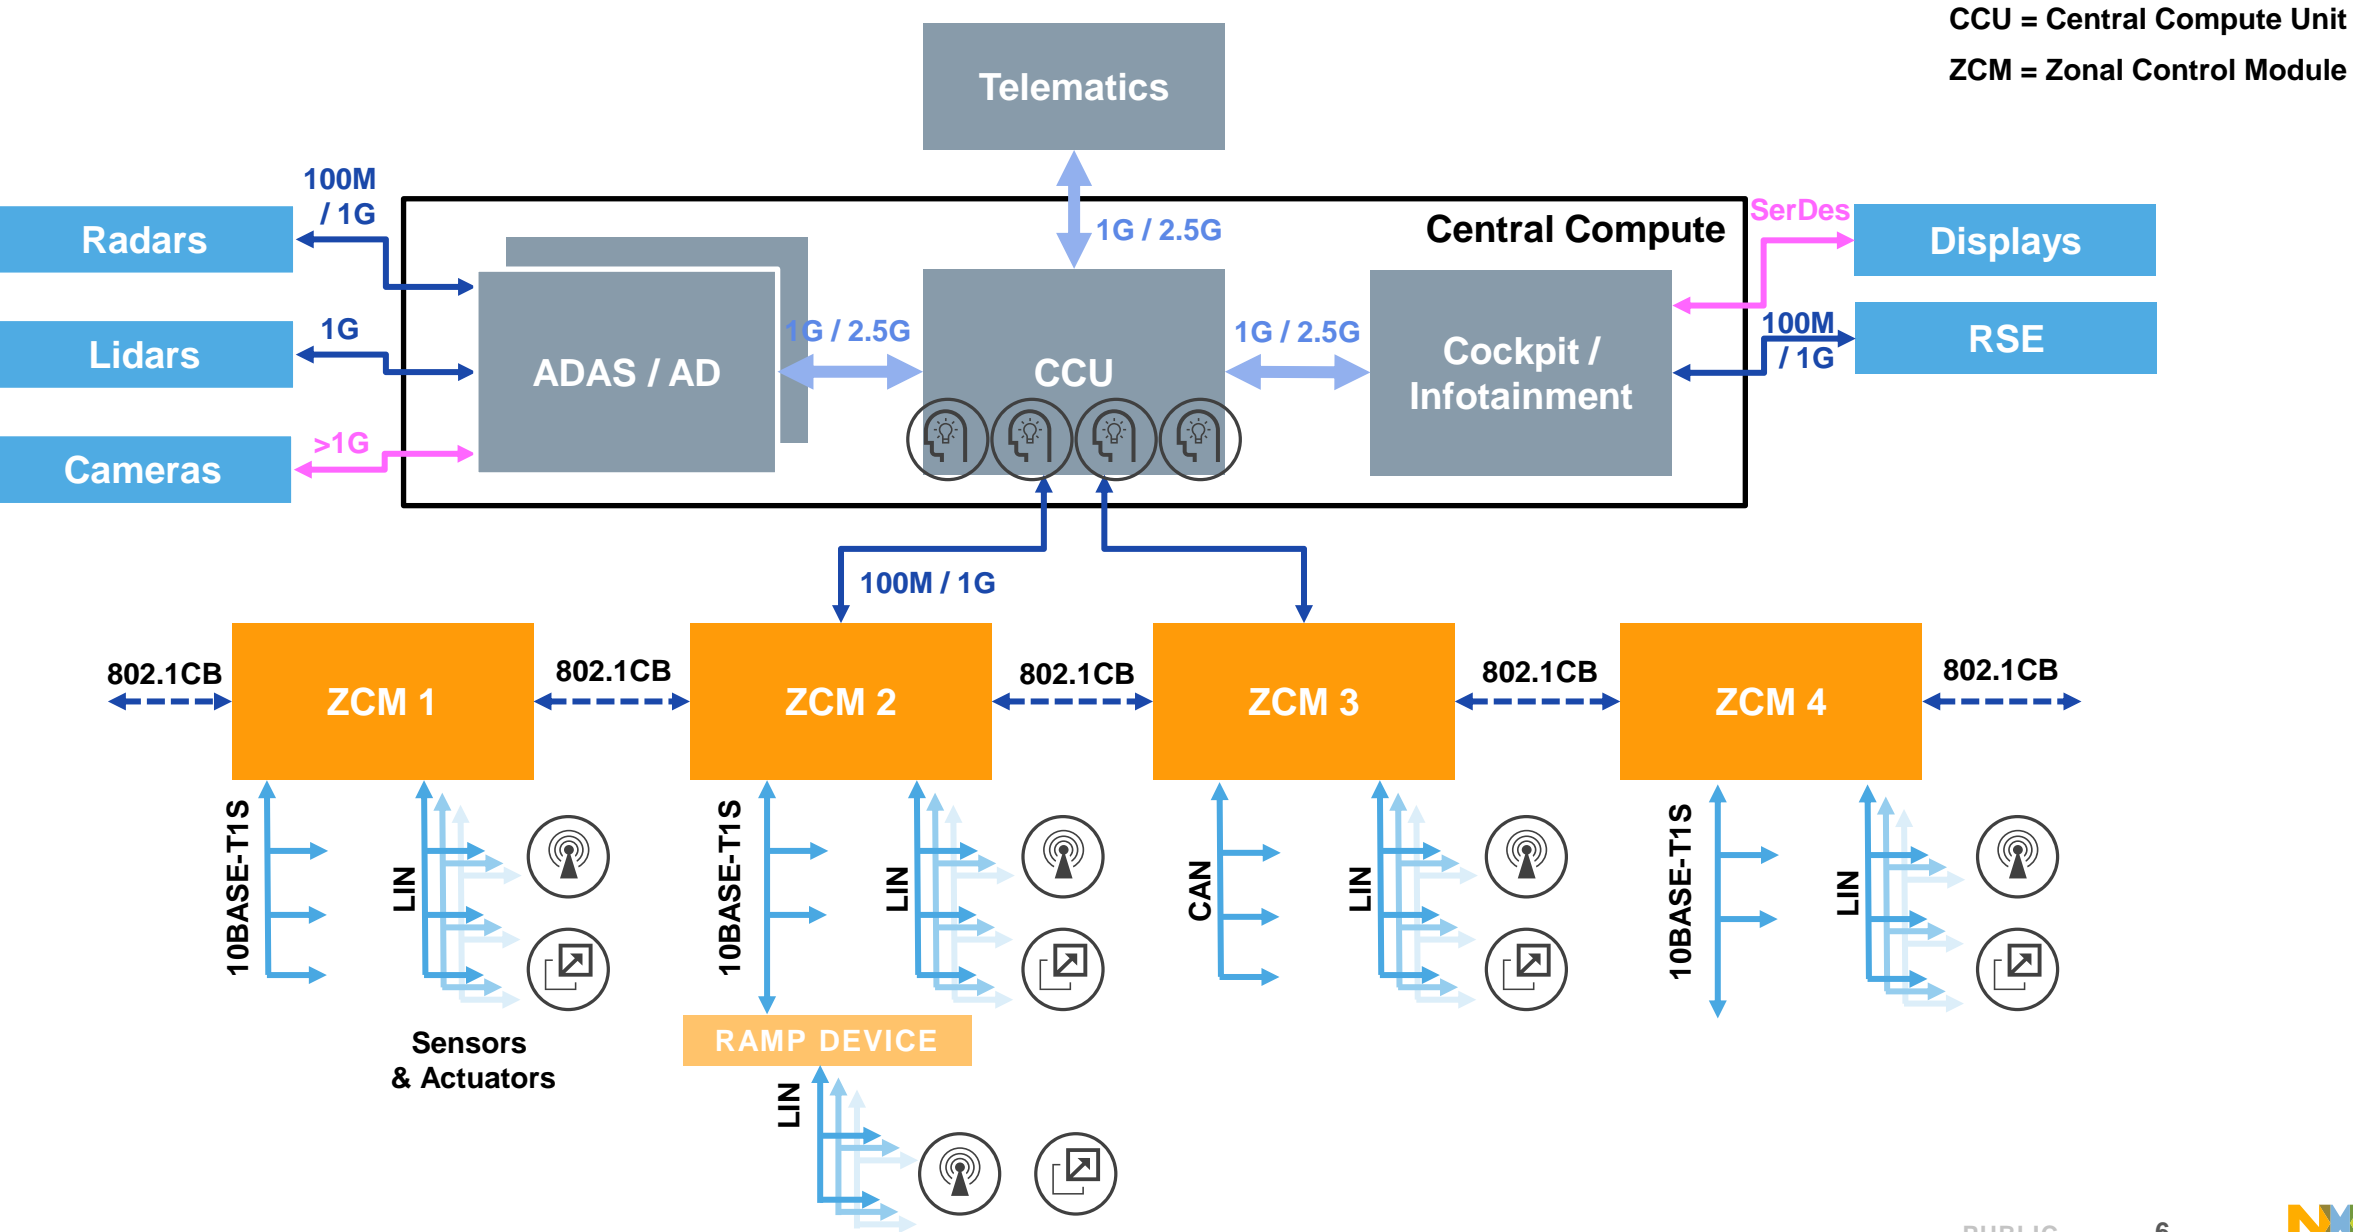 CCU = Central Compute Unit
ZCM = Zonal Control Module
Telematics
100M
/ 1G
Radars
1G / 2.5G
Central Compute
SerDes
Displays
1G
Lidars
1G / 2.5G
1G / 2.5G
100M
/ 1G
RSE
ADAS / AD
CCU
Cockpit /
Infotainment
>1G
Cameras
100M / 1G
802.1CB
ZCM 1
802.1CB
ZCM 2
802.1CB
ZCM 3
802.1CB
ZCM 4
802.1CB
10BASE-T1S
LIN
10BASE-T1S
LIN
CAN
LIN
10BASE-T1S
LIN
Sensors
& Actuators
RAMP DEVICE
LIN
PUBLIC
6